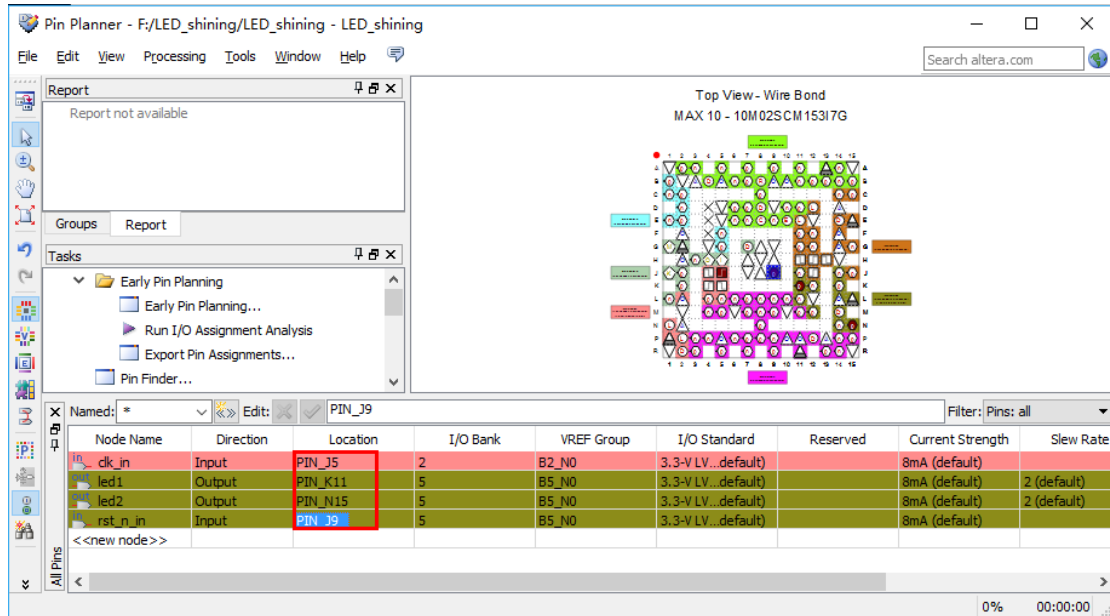 Pin Planner - F:/LED_shining/LED_shining - LED_shining
File Edit View Processing Tools Window Help
Search altera.com
Report
Report not available
Groups Report
Tasks
Early Pin Planning
Early Pin Planning...
Run I/O Assignment Analysis
Export Pin Assignments...
Pin Finder...
Top View - Wire Bond
MAX 10 - 10M02SCM153I7G
Named: * Edit: PIN_J9 Filter: Pins: all
Node Name Direction Location I/O Bank VREF Group I/O Standard Reserved Current Strength Slew Rate
in clk_in Input PIN_J5 2 B2_N0 3.3-V LV...default) 8mA (default)
out led1 Output PIN_K11 5 B5_N0 3.3-V LV...default) 8mA (default) 2 (default)
out led2 Output PIN_N15 5 B5_N0 3.3-V LV...default) 8mA (default) 2 (default)
in rst_n_in Input PIN_J9 5 B5_N0 3.3-V LV...default) 8mA (default)
<<new node>>
All Pins
0% 00:00:00